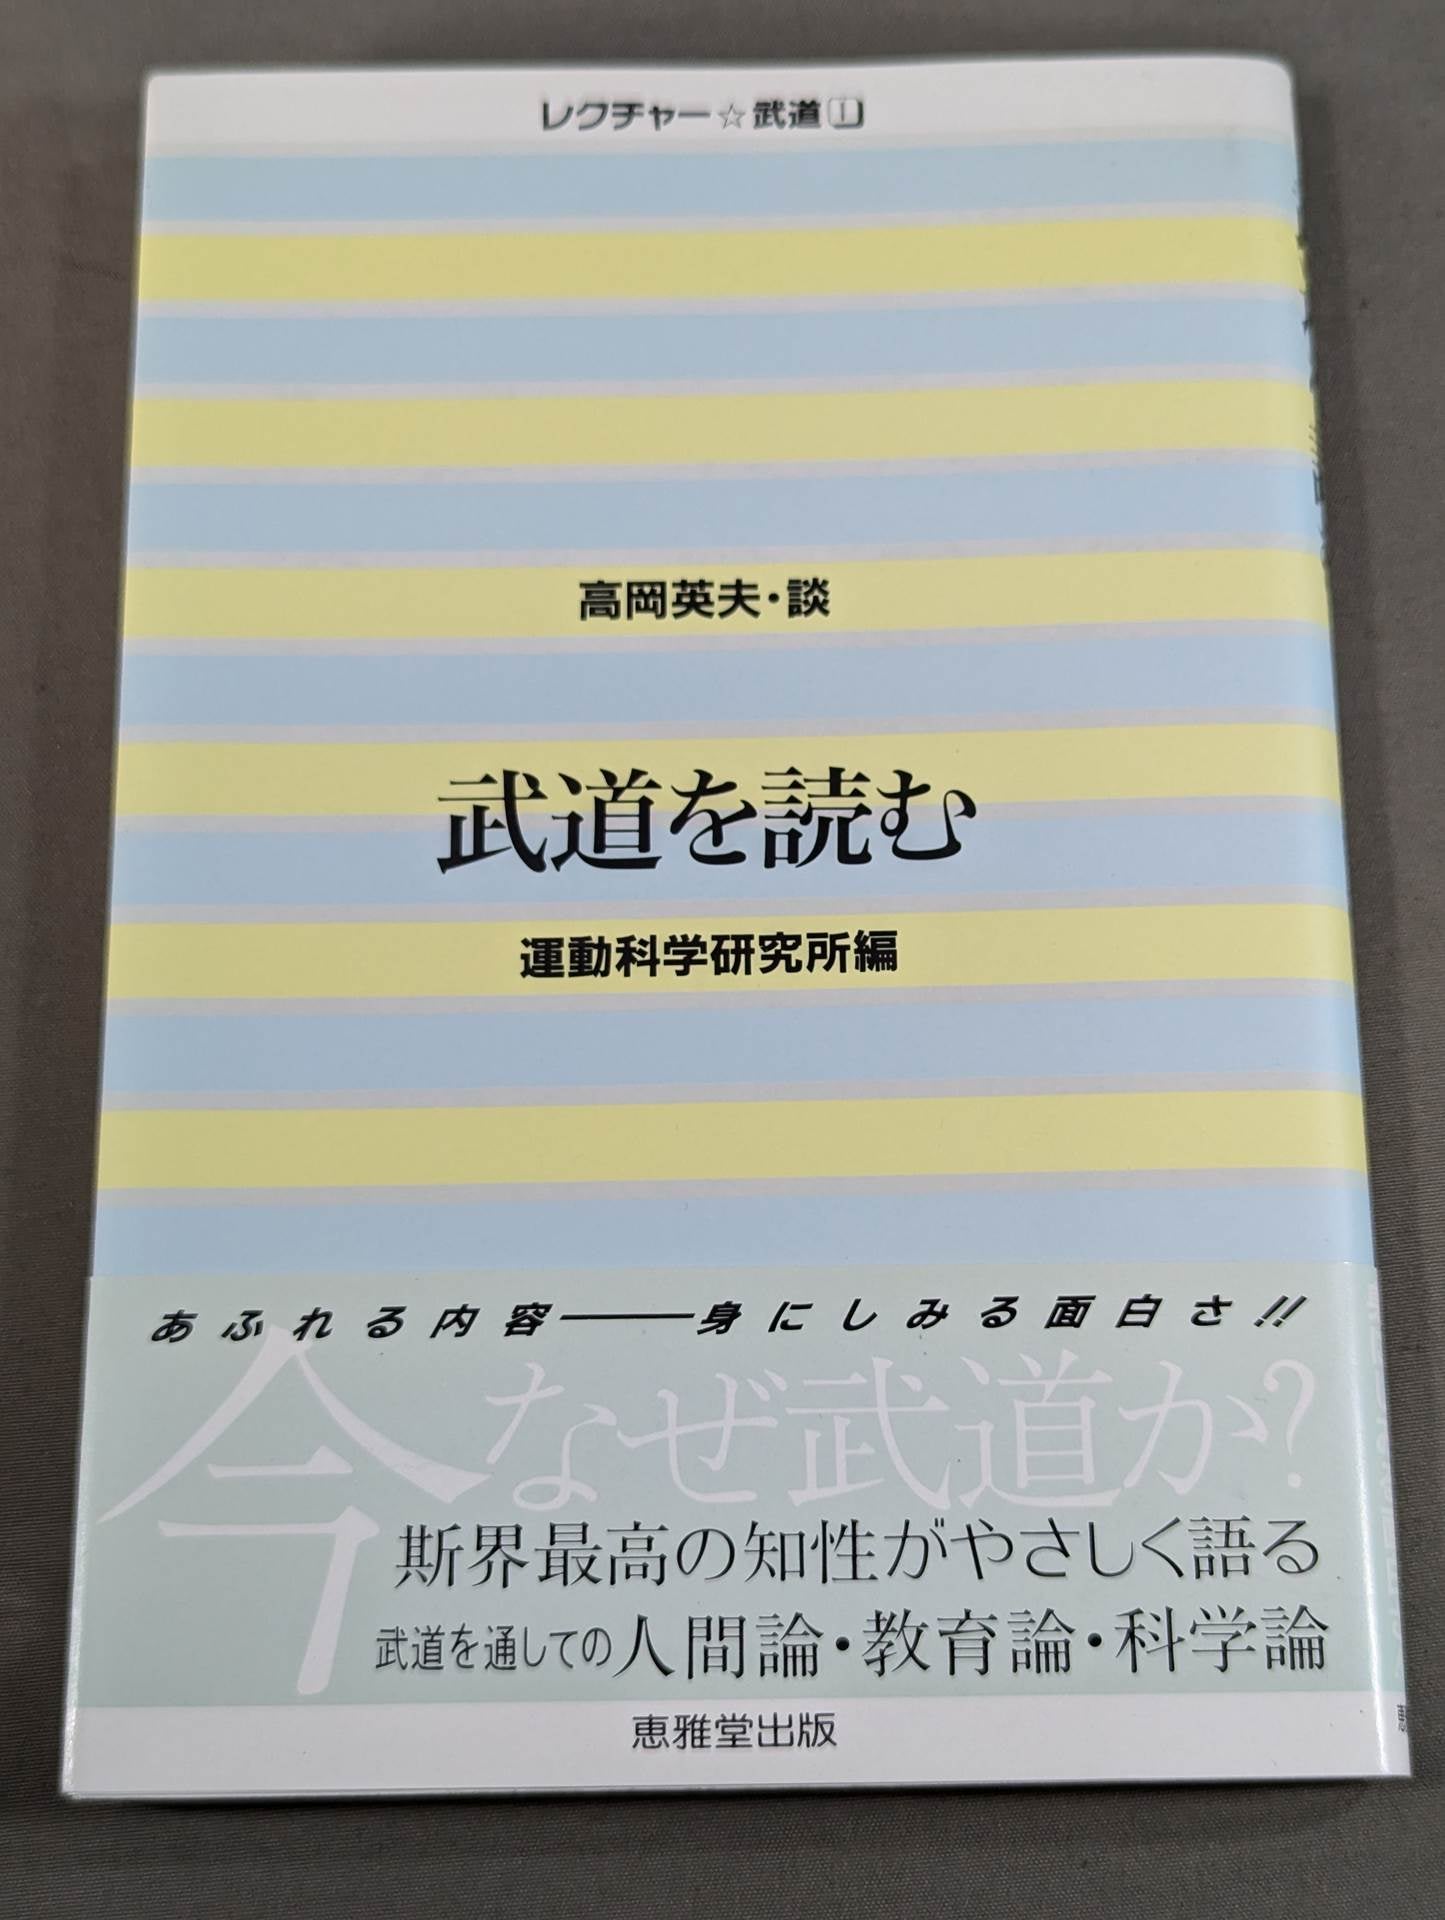 レクチャー☆武道Ⅰ
高岡英夫・談
武道を読む
運動科学研究所編
あふれる内容――身にしみる面白さ!!
今なぜ武道か?
斯界最高の知性がやさしく語る
武道を通しての人間論・教育論・科学論
恵雅堂出版